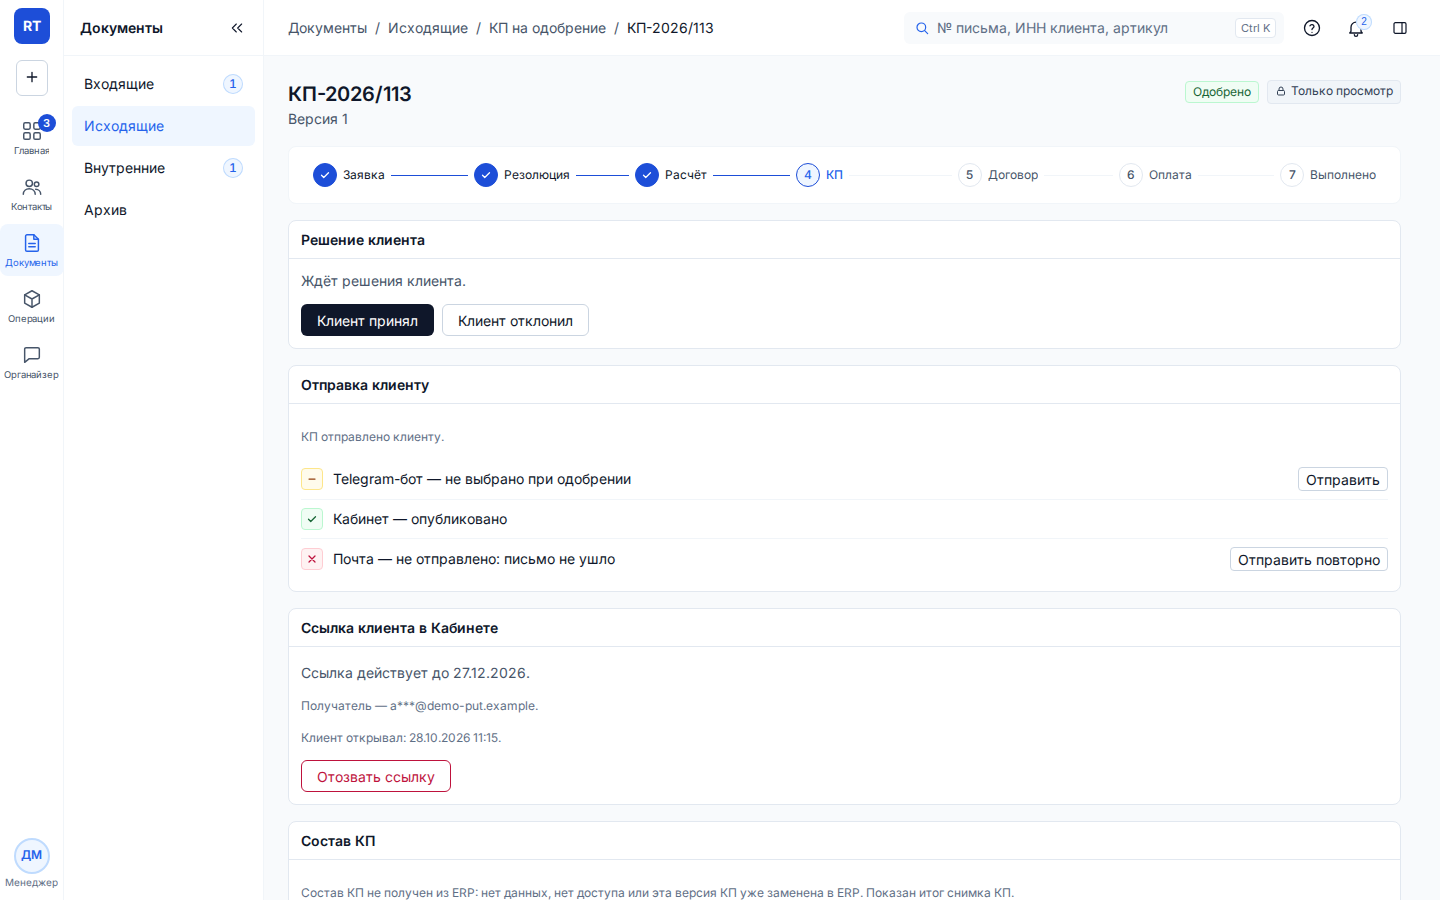 RT
Документы
Документы / Исходящие / КП на одобрение / КП-2026/113
№ письма, ИНН клиента, артикул
Ctrl K
2
3
Главная
Контакты
Документы
Операции
Органайзер
ДМ
Менеджер
Входящие 1
Исходящие
Внутренние 1
Архив
КП-2026/113
Версия 1
Одобрено
Только просмотр
Заявка
Резолюция
Расчёт
4 КП
5 Договор
6 Оплата
7 Выполнено
Решение клиента
Ждёт решения клиента.
Клиент принял
Клиент отклонил
Отправка клиенту
КП отправлено клиенту.
Telegram-бот — не выбрано при одобрении
Отправить
Кабинет — опубликовано
Почта — не отправлено: письмо не ушло
Отправить повторно
Ссылка клиента в Кабинете
Ссылка действует до 27.12.2026.
Получатель — a***@demo-put.example.
Клиент открывал: 28.10.2026 11:15.
Отозвать ссылку
Состав КП
Состав КП не получен из ERP: нет данных, нет доступа или эта версия КП уже заменена в ERP. Показан итог снимка КП.